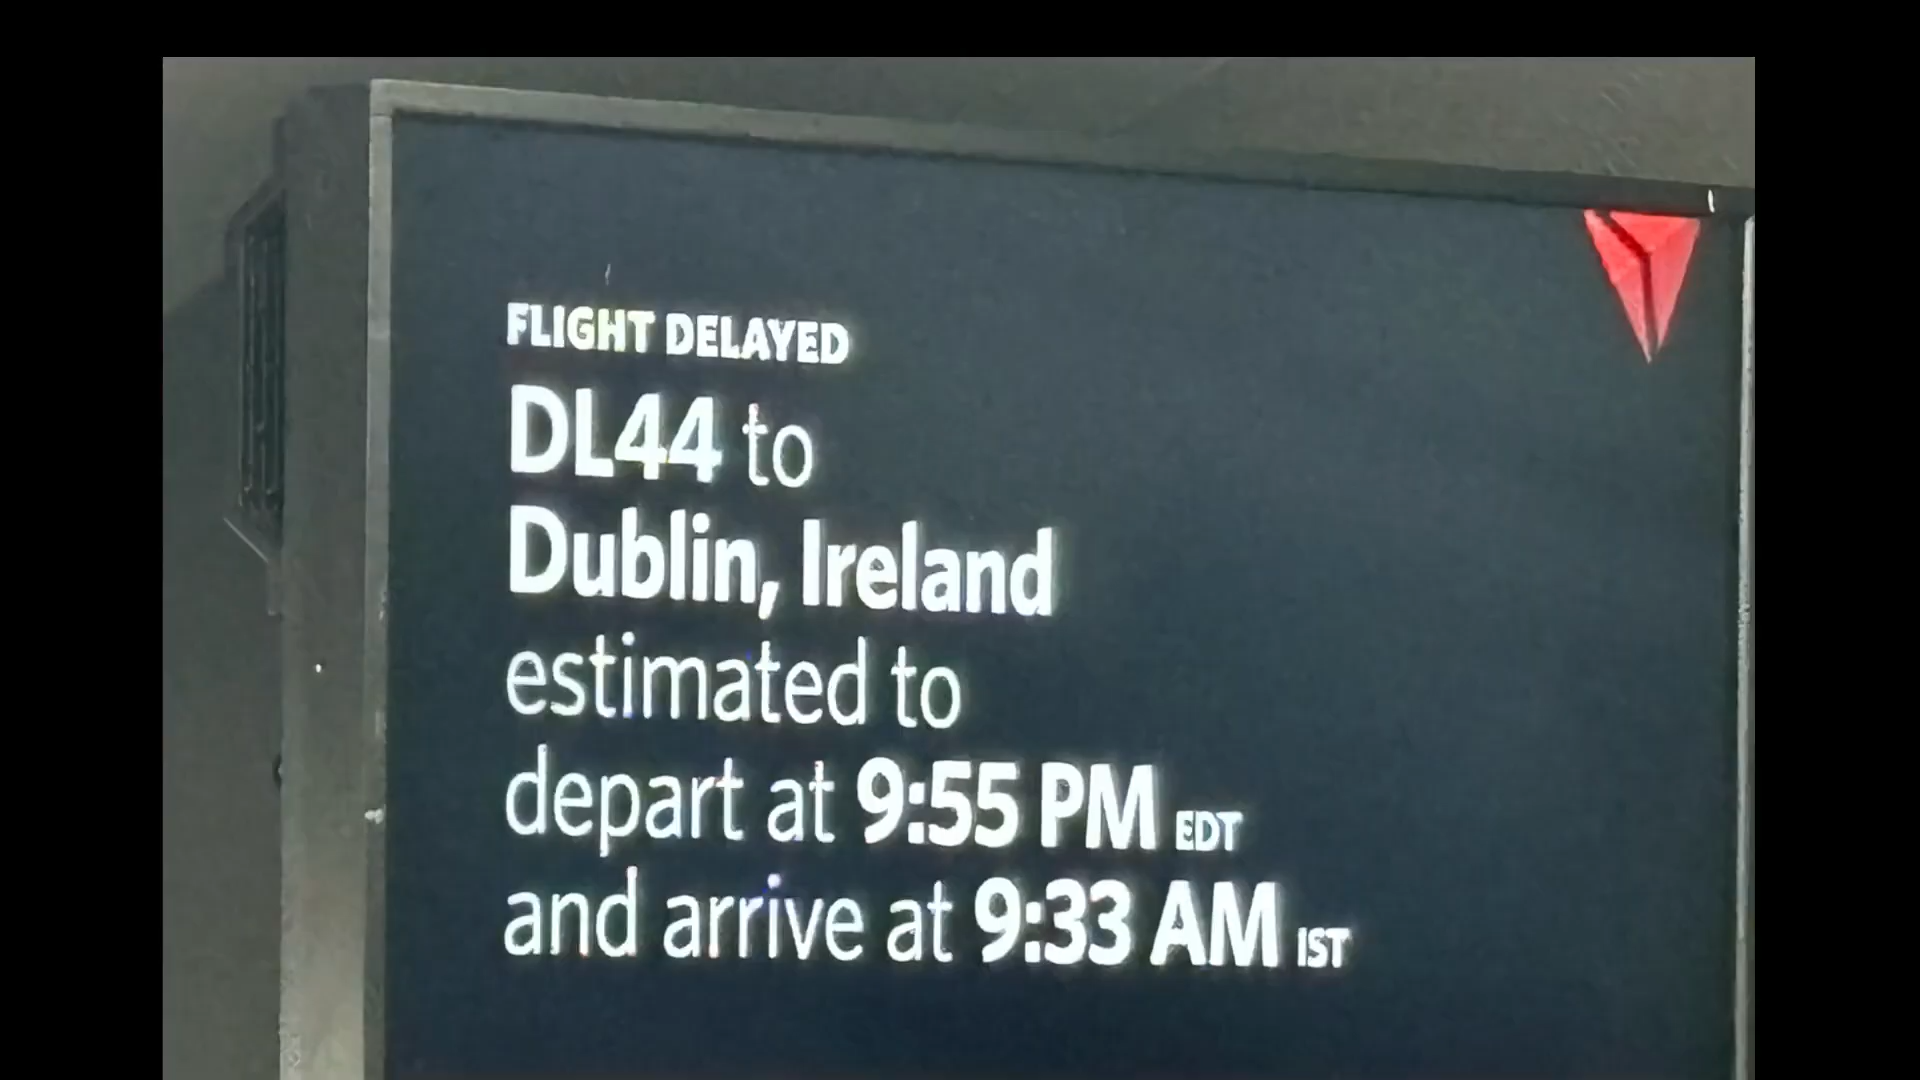 FLIGHT DELAYED
DL44 to
Dublin, Ireland
estimated to
depart at 9:55 PM EDT
and arrive at 9:33 AM IST